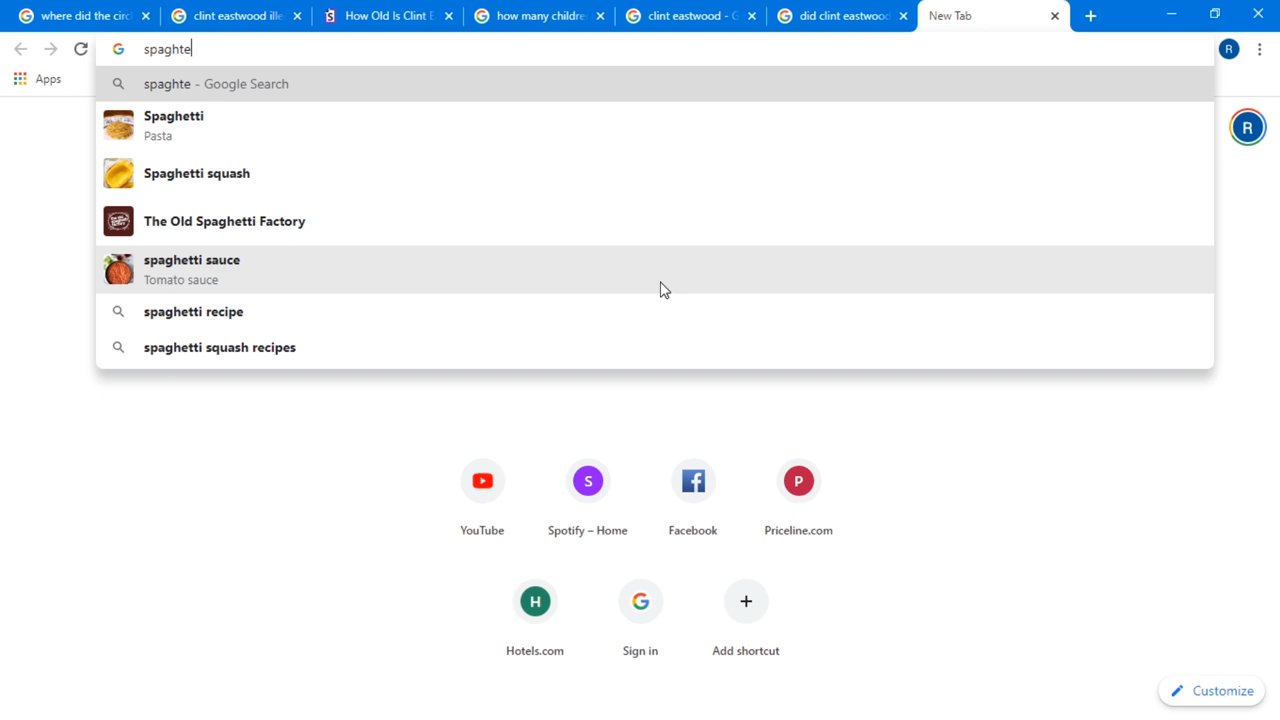 where did the circ
clint eastwood ille
How Old Is Clint E
how many childre
clint eastwood - G
did clint eastwood
New Tab
spaghte
R
Apps
spaghte - Google Search
Spaghetti
Pasta
R
Spaghetti squash
The Old Spaghetti Factory
spaghetti sauce
Tomato sauce
spaghetti recipe
spaghetti squash recipes
S
P
YouTube
Spotify – Home
Facebook
Priceline.com
H
Hotels.com
Sign in
Add shortcut
Customize